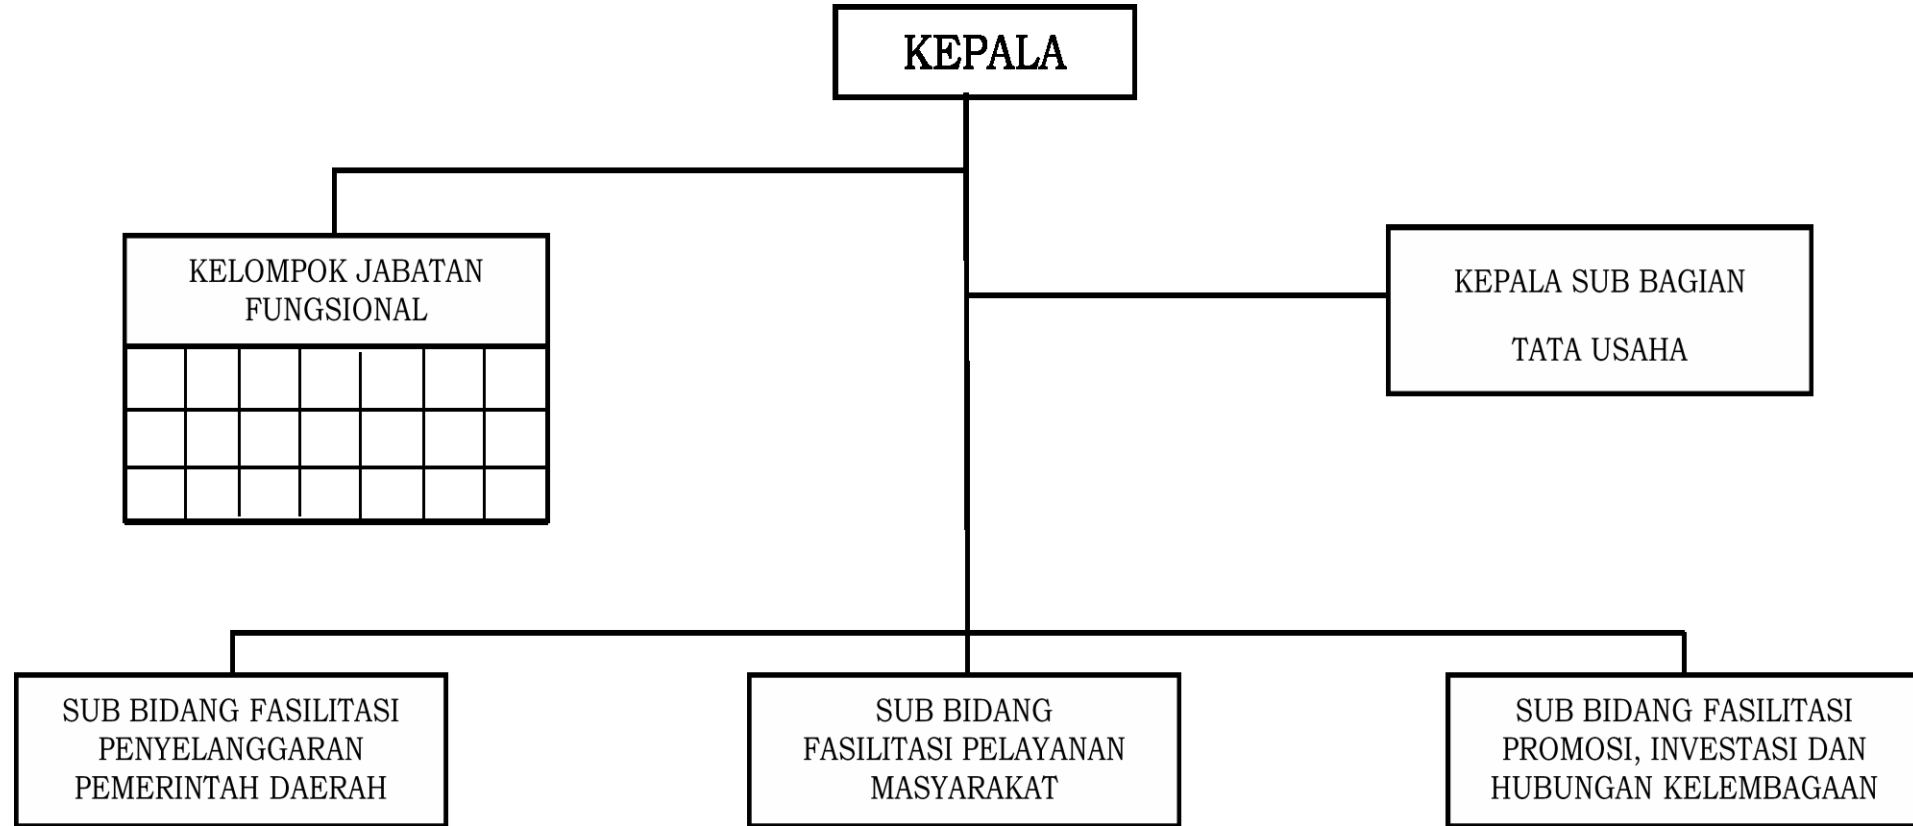 KEPALA
KELOMPOK JABATAN
FUNGSIONAL
KEPALA SUB BAGIAN
TATA USAHA
SUB BIDANG FASILITASI
PENYELANGGARAN
PEMERINTAH DAERAH
SUB BIDANG
FASILITASI PELAYANAN
MASYARAKAT
SUB BIDANG FASILITASI
PROMOSI, INVESTASI DAN
HUBUNGAN KELEMBAGAAN